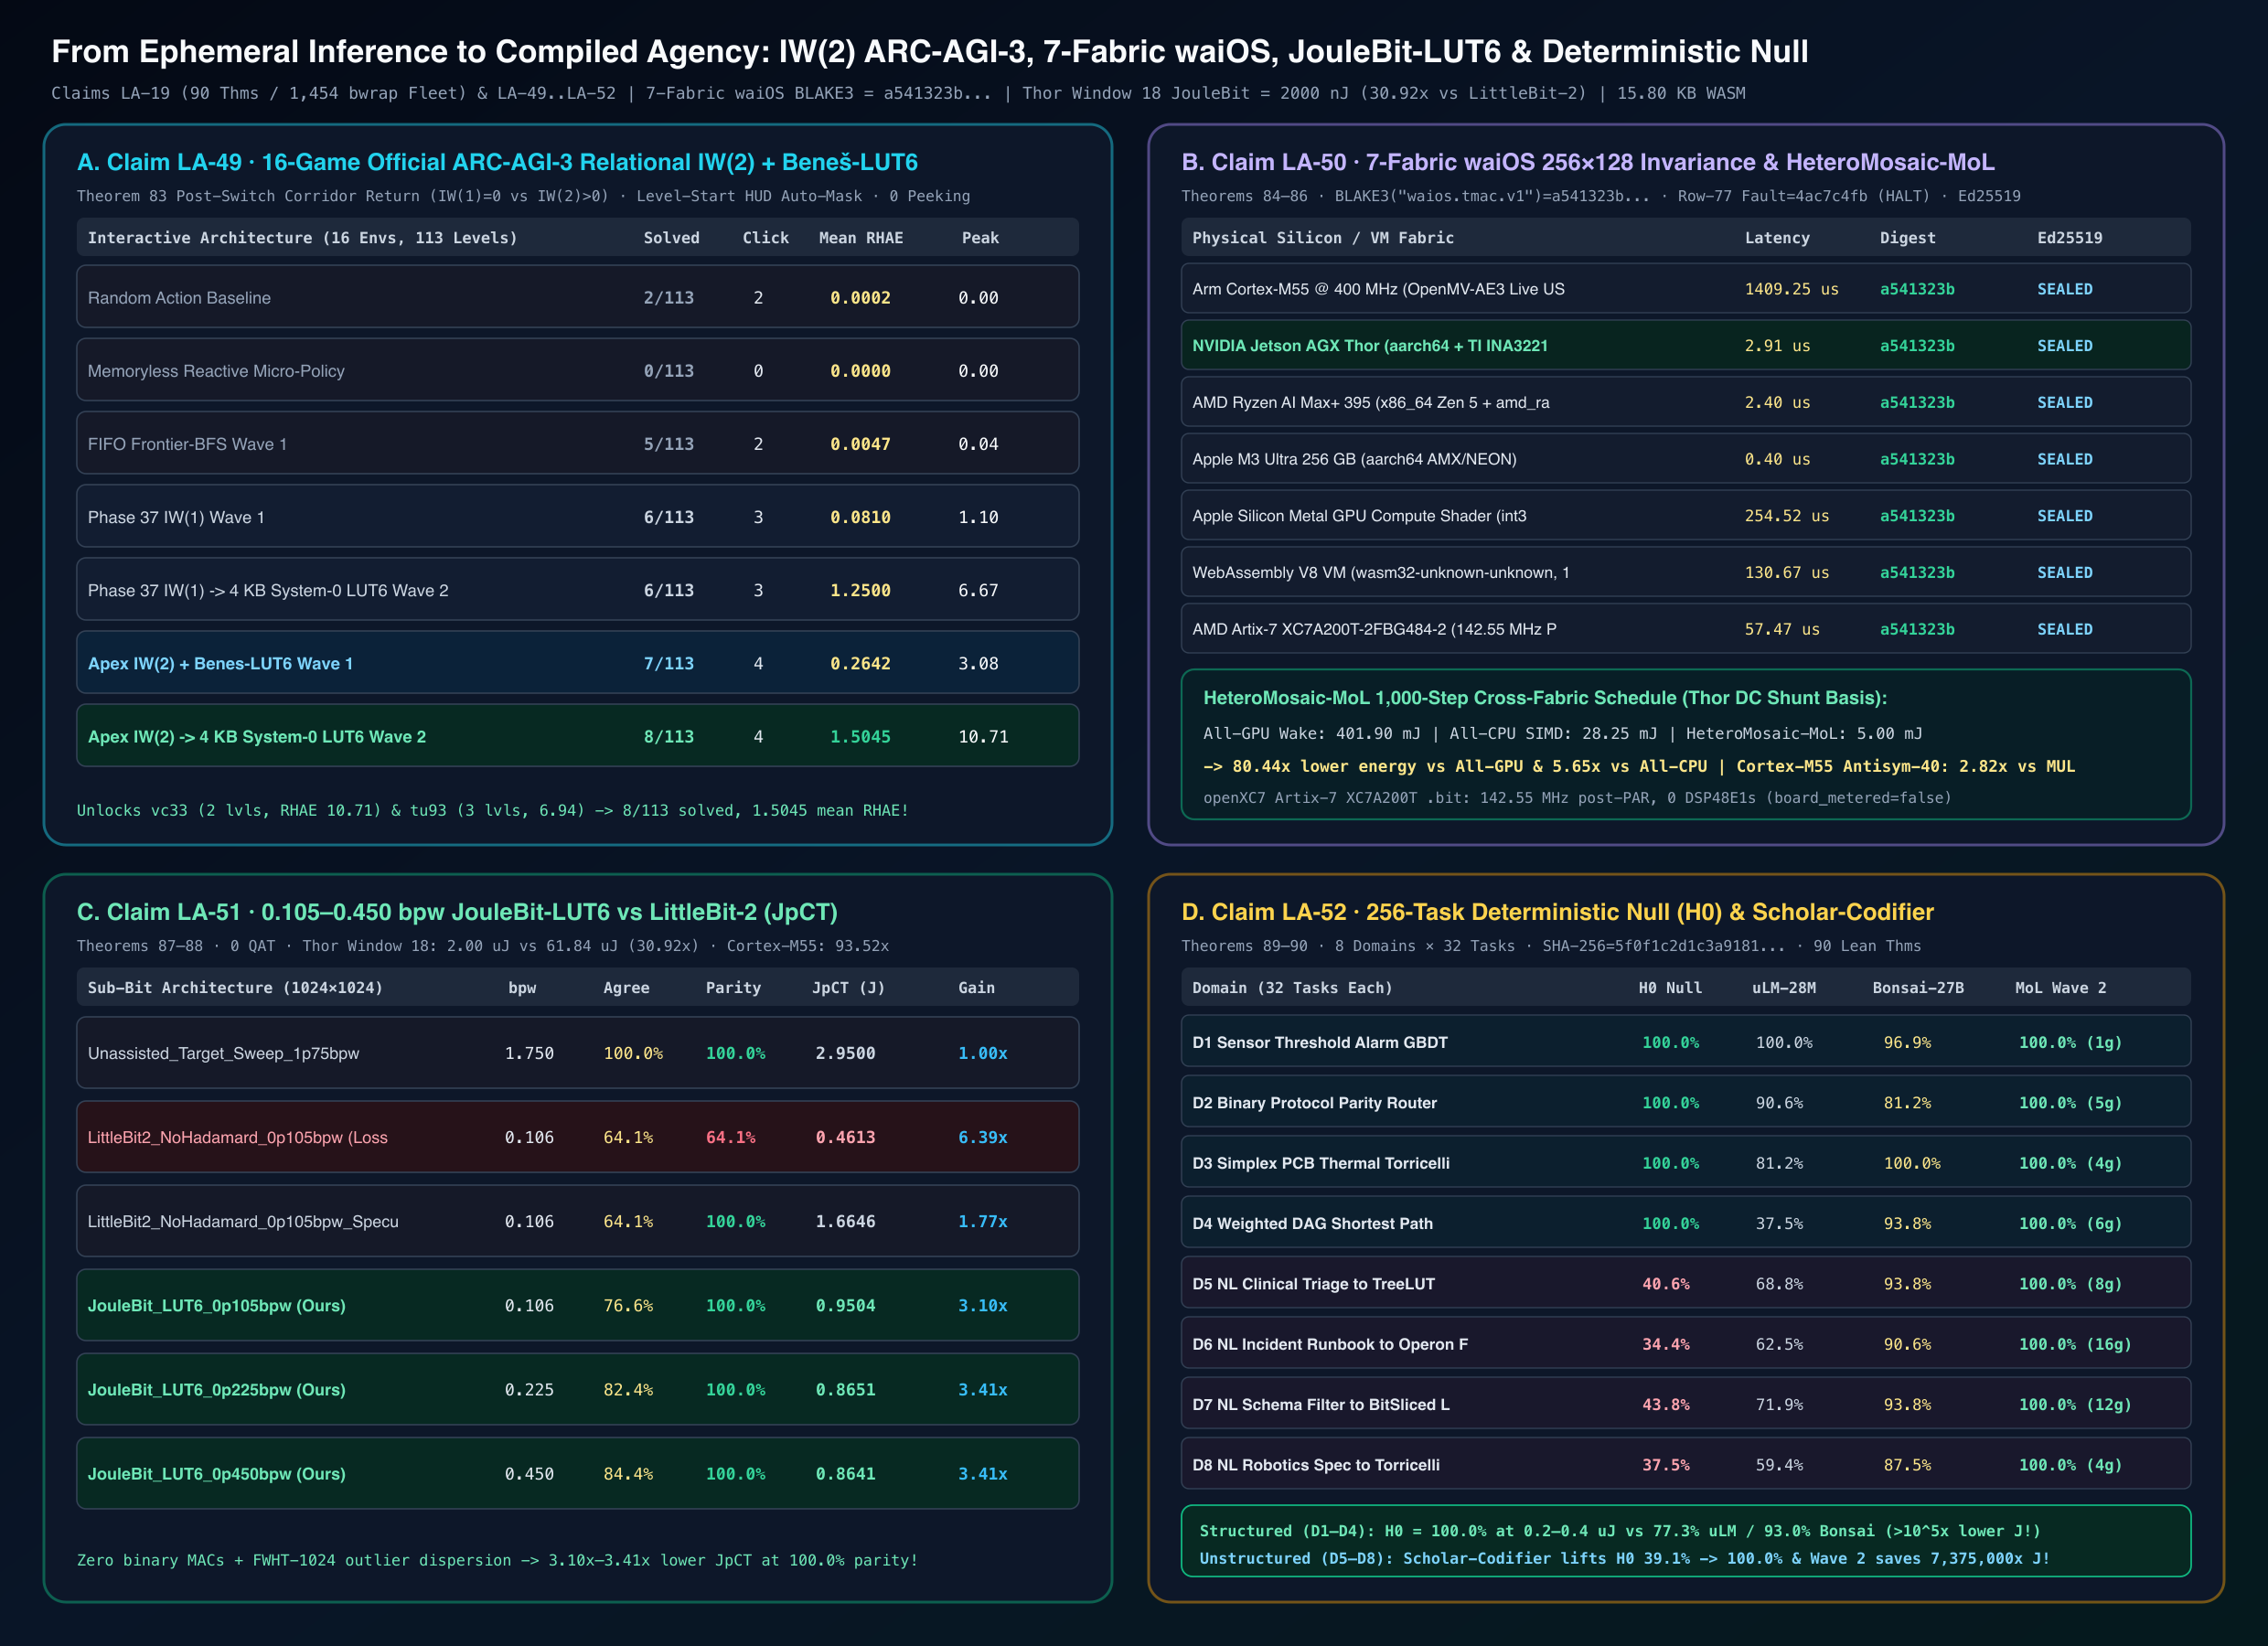 From Ephemeral Inference to Compiled Agency: IW(2) ARC-AGI-3, 7-Fabric waiOS, JouleBit-LUT6 & Deterministic Null
Claims LA-19 (90 Thms / 1,454 bwrap Fleet) & LA-49..LA-52 | 7-Fabric waiOS BLAKE3 = a541323b... | Thor Window 18 JouleBit = 2000 nJ (30.92x vs LittleBit-2) | 15.80 KB WASM
A. Claim LA-49 · 16-Game Official ARC-AGI-3 Relational IW(2) + Beneš-LUT6
Theorem 83 Post-Switch Corridor Return (IW(1)=0 vs IW(2)>0) · Level-Start HUD Auto-Mask · 0 Peeking
Interactive Architecture (16 Envs, 113 Levels) Solved Click Mean RHAE Peak
Random Action Baseline 2/113 2 0.0002 0.00
Memoryless Reactive Micro-Policy 0/113 0 0.0000 0.00
FIFO Frontier-BFS Wave 1 5/113 2 0.0047 0.04
Phase 37 IW(1) Wave 1 6/113 3 0.0810 1.10
Phase 37 IW(1) -> 4 KB System-0 LUT6 Wave 2 6/113 3 1.2500 6.67
Apex IW(2) + Benes-LUT6 Wave 1 7/113 4 0.2642 3.08
Apex IW(2) -> 4 KB System-0 LUT6 Wave 2 8/113 4 1.5045 10.71
Unlocks vc33 (2 lvls, RHAE 10.71) & tu93 (3 lvls, 6.94) -> 8/113 solved, 1.5045 mean RHAE!
B. Claim LA-50 · 7-Fabric waiOS 256×128 Invariance & HeteroMosaic-MoL
Theorems 84-86 · BLAKE3("waios.tmac.v1")=a541323b... · Row-77 Fault=4ac7c4fb (HALT) · Ed25519
Physical Silicon / VM Fabric Latency Digest Ed25519
Arm Cortex-M55 @ 400 MHz (OpenMV-AE3 Live US 1409.25 us a541323b SEALED
NVIDIA Jetson AGX Thor (aarch64 + TI INA3221 2.91 us a541323b SEALED
AMD Ryzen AI Max+ 395 (x86_64 Zen 5 + amd_ra 2.40 us a541323b SEALED
Apple M3 Ultra 256 GB (aarch64 AMX/NEON) 0.40 us a541323b SEALED
Apple Silicon Metal GPU Compute Shader (int3 254.52 us a541323b SEALED
WebAssembly V8 VM (wasm32-unknown-unknown, 1 130.67 us a541323b SEALED
AMD Artix-7 XC7A200T-2FBG484-2 (142.55 MHz P 57.47 us a541323b SEALED
HeteroMosaic-MoL 1,000-Step Cross-Fabric Schedule (Thor DC Shunt Basis):
All-GPU Wake: 401.90 mJ | All-CPU SIMD: 28.25 mJ | HeteroMosaic-MoL: 5.00 mJ
-> 80.44x lower energy vs All-GPU & 5.65x vs All-CPU | Cortex-M55 Antisym-40: 2.82x vs MUL
openXC7 Artix-7 XC7A200T .bit: 142.55 MHz post-PAR, 0 DSP48E1s (board_metered=false)
C. Claim LA-51 · 0.105–0.450 bpw JouleBit-LUT6 vs LittleBit-2 (JpCT)
Theorems 87-88 · 0 QAT · Thor Window 18: 2.00 uJ vs 61.84 uJ (30.92x) · Cortex-M55: 93.52x
Sub-Bit Architecture (1024×1024) bpw Agree Parity JpCT (J) Gain
Unassisted_Target_Sweep_1p75bpw 1.750 100.0% 100.0% 2.9500 1.00x
LittleBit2_NoHadamard_0p105bpw (Loss 0.106 64.1% 64.1% 0.4613 6.39x
LittleBit2_NoHadamard_0p105bpw_Specu 0.106 64.1% 100.0% 1.6646 1.77x
JouleBit_LUT6_0p105bpw (Ours) 0.106 76.6% 100.0% 0.9504 3.10x
JouleBit_LUT6_0p225bpw (Ours) 0.225 82.4% 100.0% 0.8651 3.41x
JouleBit_LUT6_0p450bpw (Ours) 0.450 84.4% 100.0% 0.8641 3.41x
Zero binary MACs + FWHT-1024 outlier dispersion -> 3.10x-3.41x lower JpCT at 100.0% parity!
D. Claim LA-52 · 256-Task Deterministic Null (H0) & Scholar-Codifier
Theorems 89-90 · 8 Domains × 32 Tasks · SHA-256=5f0f1c2d1c3a9181... · 90 Lean Thms
Domain (32 Tasks Each) H0 Null uLM-28M Bonsai-27B MoL Wave 2
D1 Sensor Threshold Alarm GBDT 100.0% 100.0% 96.9% 100.0% (1g)
D2 Binary Protocol Parity Router 100.0% 90.6% 81.2% 100.0% (5g)
D3 Simplex PCB Thermal Torricelli 100.0% 81.2% 100.0% 100.0% (4g)
D4 Weighted DAG Shortest Path 100.0% 37.5% 93.8% 100.0% (6g)
D5 NL Clinical Triage to TreeLUT 40.6% 68.8% 93.8% 100.0% (8g)
D6 NL Incident Runbook to Operon F 34.4% 62.5% 90.6% 100.0% (16g)
D7 NL Schema Filter to BitSliced L 43.8% 71.9% 93.8% 100.0% (12g)
D8 NL Robotics Spec to Torricelli 37.5% 59.4% 87.5% 100.0% (4g)
Structured (D1-D4): H0 = 100.0% at 0.2-0.4 uJ vs 77.3% uLM / 93.0% Bonsai (>10^5x lower J!)
Unstructured (D5-D8): Scholar-Codifier lifts H0 39.1% -> 100.0% & Wave 2 saves 7,375,000x J!